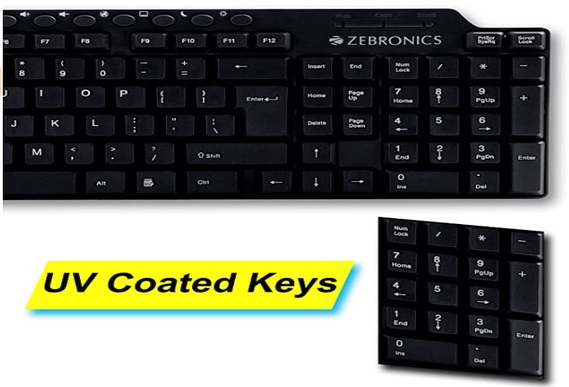 ZEBRONICS
PrtScr SysRq
Scroll Lock
F7 F8 F9 F10 F11 F12
* 8 ( 9 ) 0 _ - + = ← Insert End Num Lock / * -
U I O P { [ } ] Enter Home Page Up 7 Home 8 ↑ 9 PgUp +
J K L : ; " ' | \ Delete Page Down 4 ← 5 6 →
M < , > . ? / ⇧ Shift ↑ 1 End 2 ↓ 3 PgDn Enter
Alt Ctrl ← ↓ → 0 Ins . Del
UV Coated Keys
Num Lock / * -
7 Home 8 ↑ 9 PgUp +
4 ← 5 6 →
1 End 2 ↓ 3 PgDn Enter
0 Ins . Del